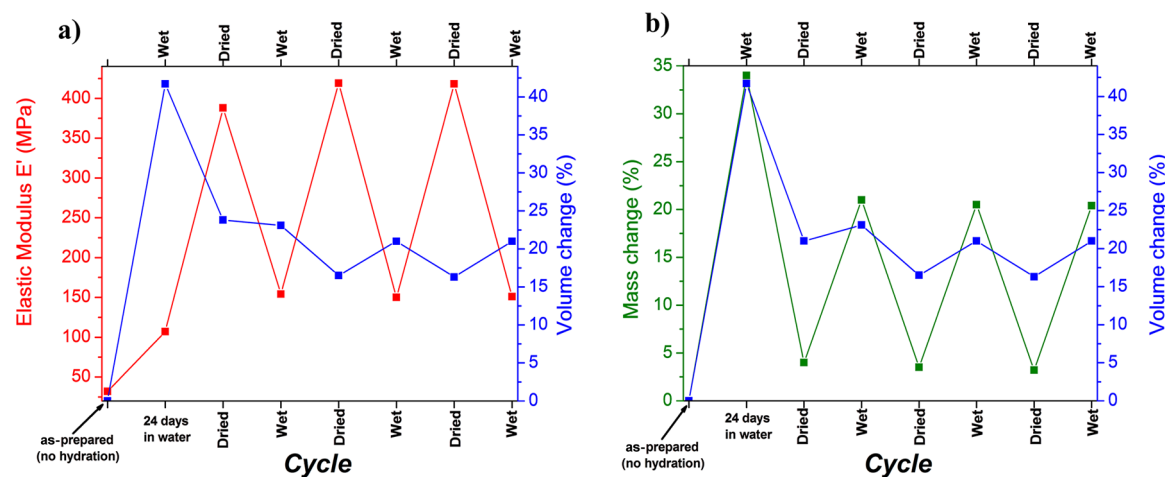 a)
Wet
Dried
Wet
Dried
Wet
Dried
Wet
Elastic Modulus E' (MPa)
400
350
300
250
200
150
100
50
Volume change (%)
40
35
30
25
20
15
10
5
0
as-prepared
(no hydration)
24 days
in water
Dried
Wet
Dried
Wet
Dried
Wet
Cycle
b)
Wet
Dried
Wet
Dried
Wet
Dried
Wet
Mass change (%)
35
30
25
20
15
10
5
0
Volume change (%)
40
35
30
25
20
15
10
5
0
as-prepared
(no hydration)
24 days
in water
Dried
Wet
Dried
Wet
Dried
Wet
Cycle